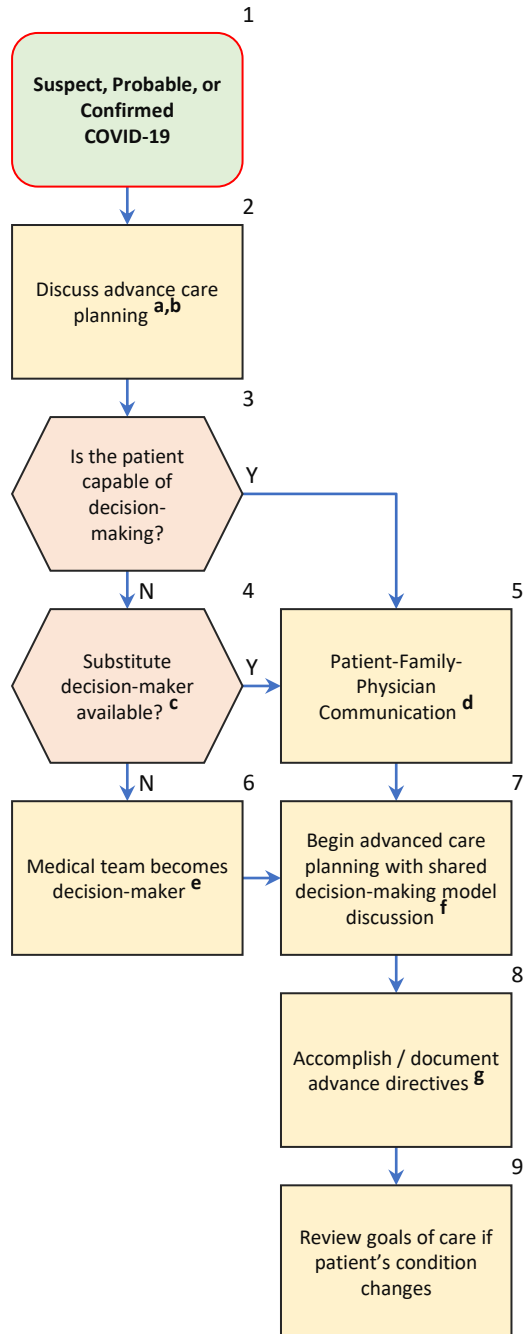 1
Suspect, Probable, or
Confirmed
COVID-19
2
Discuss advance care
planning a,b
3
Is the patient
capable of
decision-
making?
Y
N
4
Substitute
decision-maker
available? c
Y
5
Patient-Family-
Physician
Communication d
N
6
Medical team becomes
decision-maker e
7
Begin advanced care
planning with shared
decision-making model
discussion f
8
Accomplish / document
advance directives g
9
Review goals of care if
patient's condition
changes